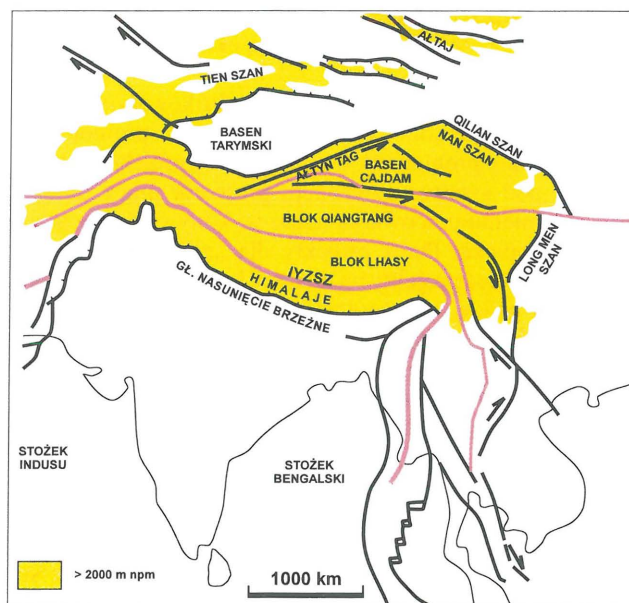 AŁTAJ
TIEN SZAN
BASEN
TARYMSKI
QILIAN SZAN
NAN SZAN
AŁTYN TAG
BASEN
CAJDAM
BLOK QIANGTANG
BLOK LHASY
LONG MEN
SZAN
IYZSZ
HIMALAJE
GŁ. NASUNIĘCIE BRZEŻNE
STOŻEK
INDUSU
STOŻEK
BENGALSKI
> 2000 m npm
1000 km